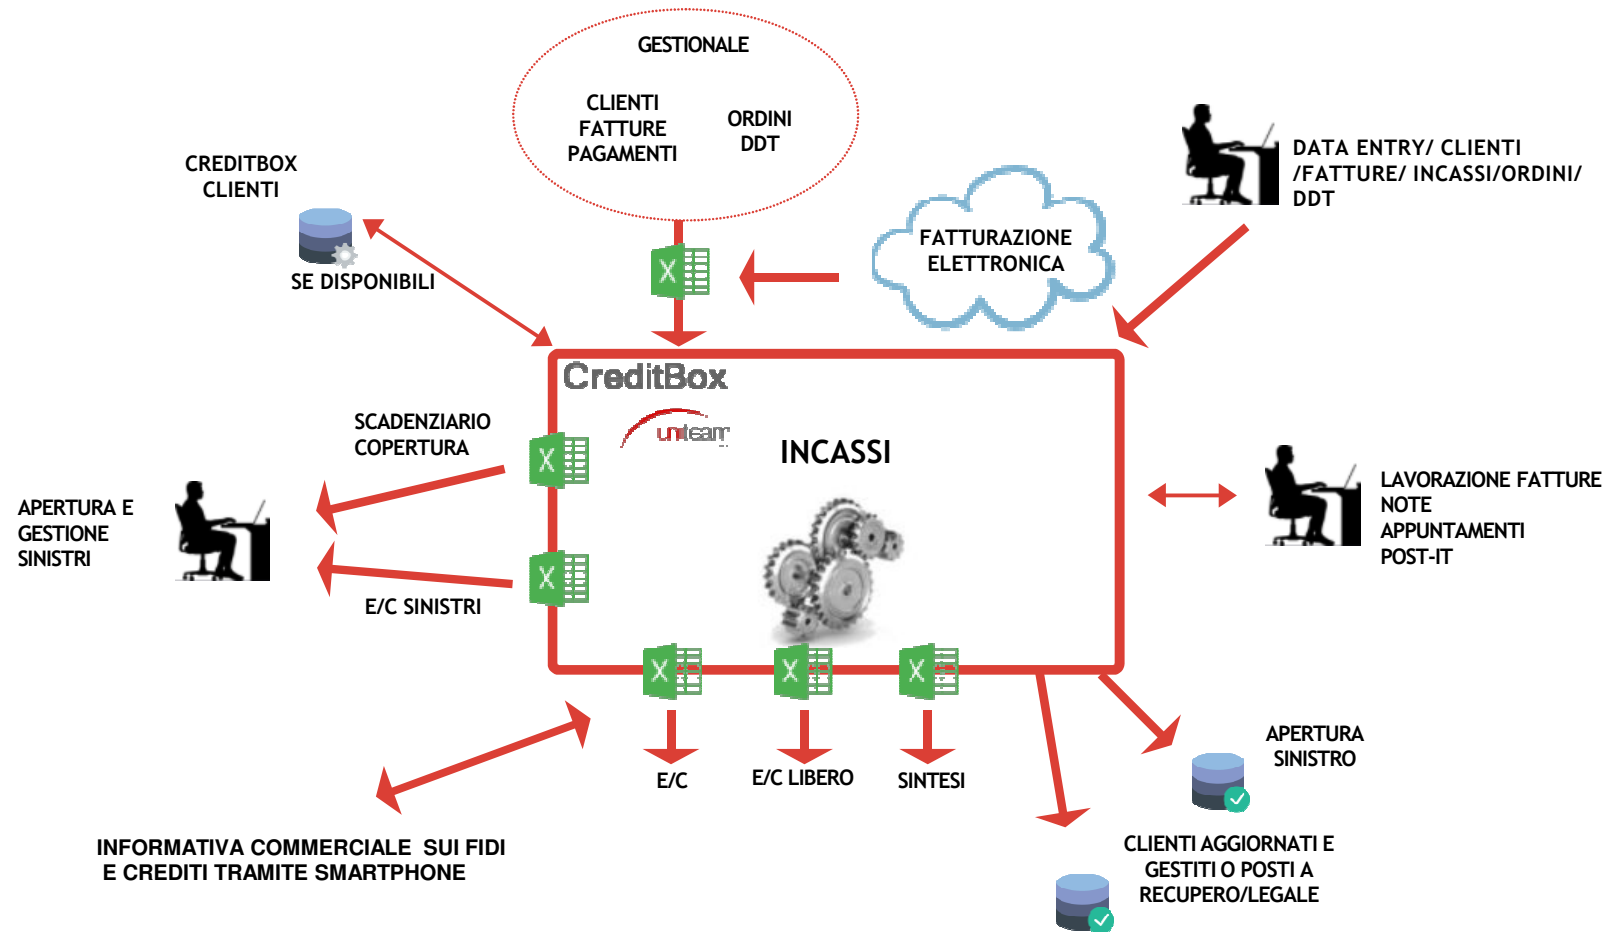 GESTIONALE
CLIENTI
FATTURE
PAGAMENTI
ORDINI
DDT
CREDITBOX
CLIENTI
SE DISPONIBILI
FATTURAZIONE
ELETTRONICA
DATA ENTRY/ CLIENTI
/FATTURE/ INCASSI/ORDINI/
DDT
CreditBox
uniteam
INCASSI
SCADENZIARIO
COPERTURA
APERTURA E
GESTIONE
SINISTRI
E/C SINISTRI
LAVORAZIONE FATTURE
NOTE
APPUNTAMENTI
POST-IT
E/C
E/C LIBERO
SINTESI
APERTURA
SINISTRO
INFORMATIVA COMMERCIALE SUI FIDI
E CREDITI TRAMITE SMARTPHONE
CLIENTI AGGIORNATI E
GESTITI O POSTI A
RECUPERO/LEGALE